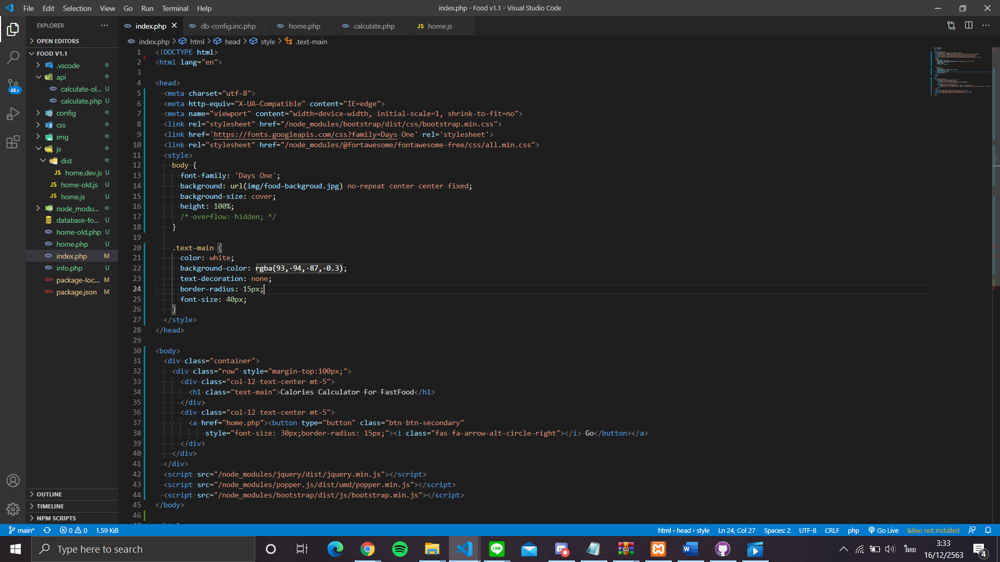 File Edit Selection View Go Run Terminal Help
index.php - Food v1.1 - Visual Studio Code
EXPLORER
index.php
db-config.inc.php
home.php
calculate.php
JS home.js
OPEN EDITORS
index.php > html > head > style > .text-main
FOOD V1.1
.vscode
api
calculate-ol... U
calculate.php U
config
css
img
js
dist
JS home.dev.js U
JS home-old.js U
JS home.js U
node_modu...
database-fo... U
home-old.php U
home.php U
index.php M
info.php U
package-loc... M
package.json M
OUTLINE
TIMELINE
NPM SCRIPTS
4K+
1 <!DOCTYPE html>
2 <html lang="en">
3
4 <head>
5 <meta charset="utf-8">
6 <meta http-equiv="X-UA-Compatible" content="IE=edge">
7 <meta name="viewport" content="width=device-width, initial-scale=1, shrink-to-fit=no">
8 <link rel="stylesheet" href="/node_modules/bootstrap/dist/css/bootstrap.min.css">
9 <link href='https://fonts.googleapis.com/css?family=Days One' rel='stylesheet'>
10 <link rel="stylesheet" href="/node_modules/@fortawesome/fontawesome-free/css/all.min.css">
11 <style>
12 body {
13 font-family: 'Days One';
14 background: url(img/food-backgroud.jpg) no-repeat center center fixed;
15 background-size: cover;
16 height: 100%;
17 /* overflow: hidden; */
18 }
19
20 .text-main {
21 color: white;
22 background-color: rgba(93, 94, 87, 0.3);
23 text-decoration: none;
24 border-radius: 15px;
25 font-size: 40px;
26 }
27 </style>
28 </head>
29
30 <body>
31 <div class="container">
32 <div class="row" style="margin-top:100px;">
33 <div class="col-12 text-center mt-5">
34 <h1 class="text-main">Calories Calculator For FastFood</h1>
35 </div>
36 <div class="col-12 text-center mt-5">
37 <a href="home.php"><button type="button" class="btn btn-secondary"
38 style="font-size: 30px;border-radius: 15px;"><i class="fas fa-arrow-alt-circle-right"></i> Go</button></a>
39 </div>
40 </div>
41 </div>
42 <script src="/node_modules/jquery/dist/jquery.min.js"></script>
43 <script src="/node_modules/popper.js/dist/umd/popper.min.js"></script>
44 <script src="/node_modules/bootstrap/dist/js/bootstrap.min.js"></script>
45 </body>
46
main* 0 0 1.59 KiB
html > head > style Ln 24, Col 27 Spaces: 2 UTF-8 CRLF php Go Live kite: not installed
Type here to search
LINE
ไทย
3:33
16/12/2563
4